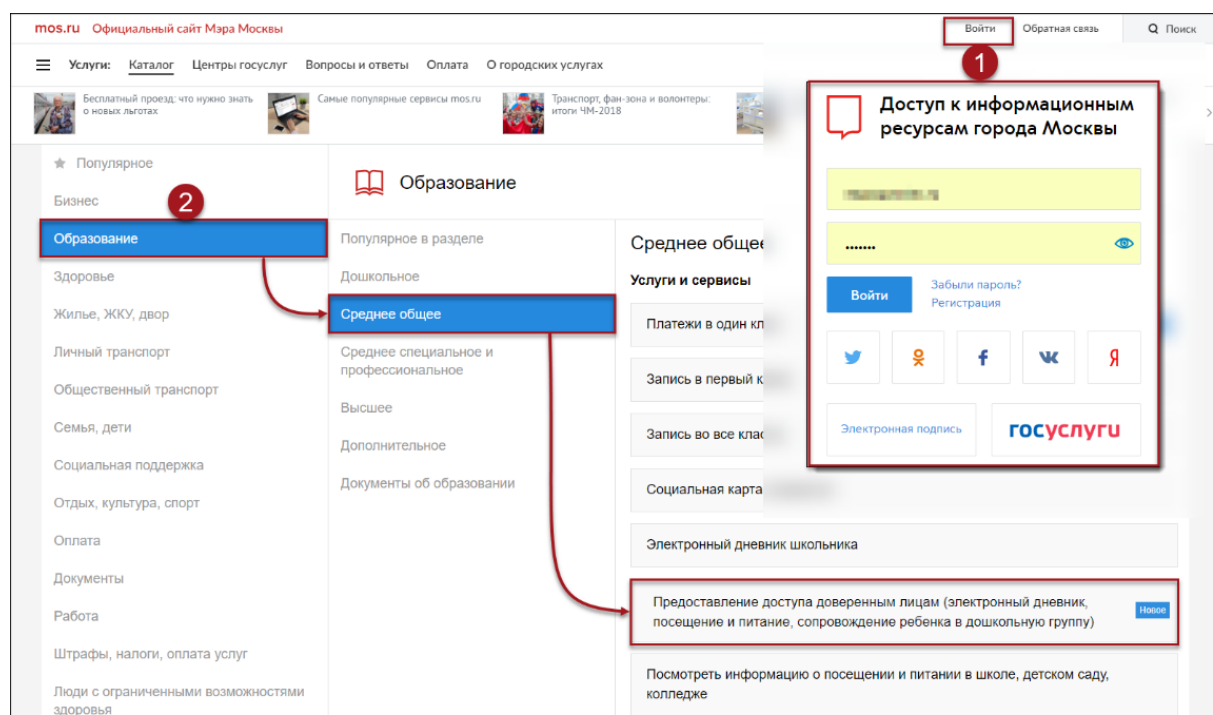 mos.ru Официальный сайт Мэра Москвы
Войти
Обратная связь
Поиск
1
Услуги: Каталог Центры госуслуг Вопросы и ответы Оплата О городских услугах
Бесплатный проезд: что нужно знать
о новых льготах
Самые популярные сервисы mos.ru
Транспорт, фан-зона и волонтеры:
итоги ЧМ-2018
Доступ к информационным
ресурсам города Москвы
Войти
Забыли пароль?
Регистрация
Я
Электронная подпись
госуслуги
Популярное
Бизнес
2
Образование
Здоровье
Жилье, ЖКУ, двор
Личный транспорт
Общественный транспорт
Семья, дети
Социальная поддержка
Отдых, культура, спорт
Оплата
Документы
Работа
Штрафы, налоги, оплата услуг
Люди с ограниченными возможностями
здоровья
Образование
Популярное в разделе
Дошкольное
Среднее общее
Среднее специальное и
профессиональное
Высшее
Дополнительное
Документы об образовании
Среднее общее
Услуги и сервисы
Платежи в один кл
Запись в первый к
Запись во все клас
Социальная карта
Электронный дневник школьника
Предоставление доступа доверенным лицам (электронный дневник,
посещение и питание, сопровождение ребенка в дошкольную группу)
Новое
Посмотреть информацию о посещении и питании в школе, детском саду,
колледже